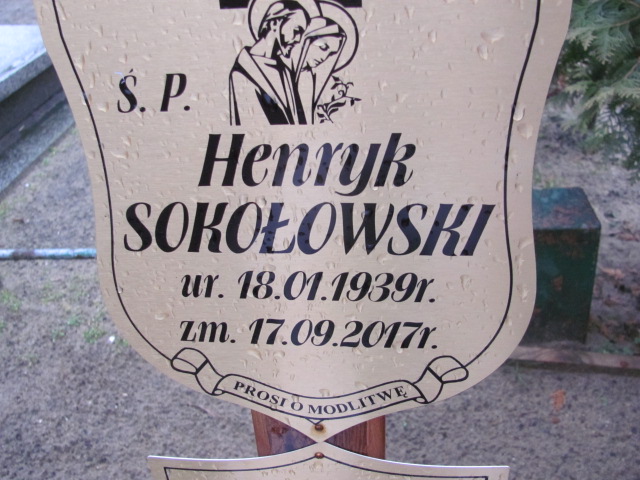 Ś. P.
Henryk
SOKOŁOWSKI
ur. 18.01.1939r.
zm. 17.09.2017r.
PROSI O MODLITWĘ